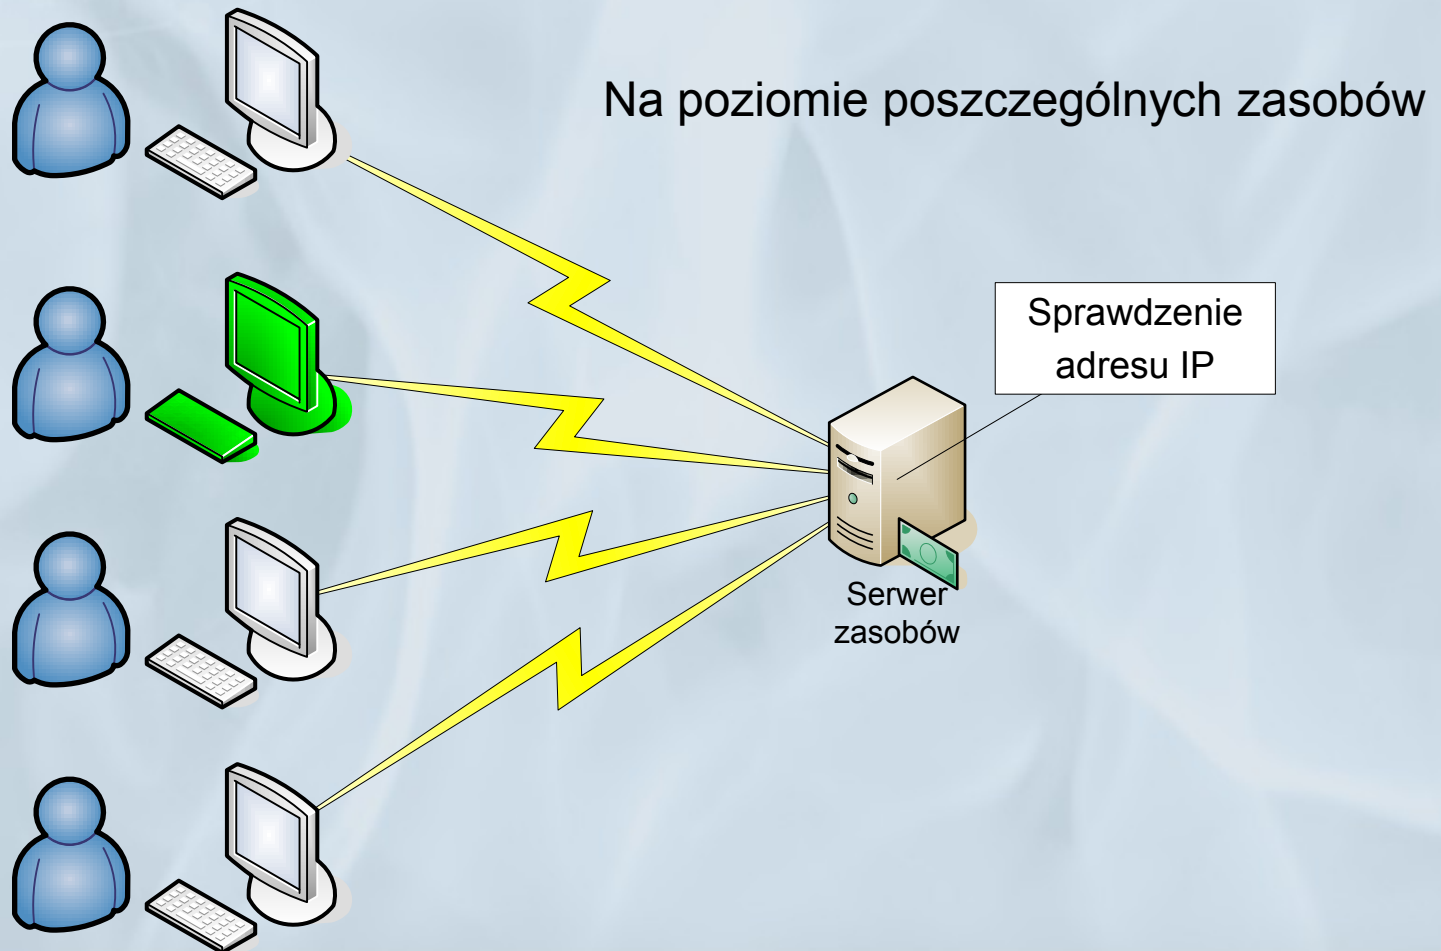 Na poziomie poszczególnych zasobów
Sprawdzenie
adresu IP
Serwer
zasobów